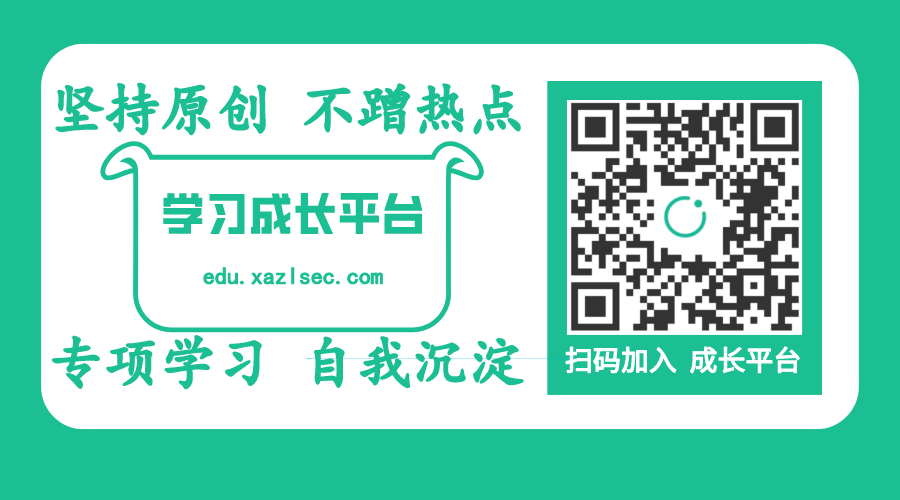 坚持原创 不蹭热点
学习成长平台
edu.xazlsec.com
专项学习 自我沉淀
扫码加入 成长平台